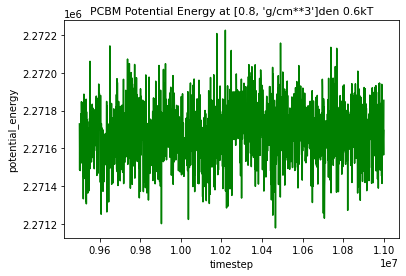 PCBM Potential Energy at [0.8, 'g/cm**3']den 0.6kT
1e6
2.2722
2.2720
2.2718
2.2716
2.2714
2.2712
potential_energy
0.96 0.98 1.00 1.02 1.04 1.06 1.08 1.10
timestep
1e7